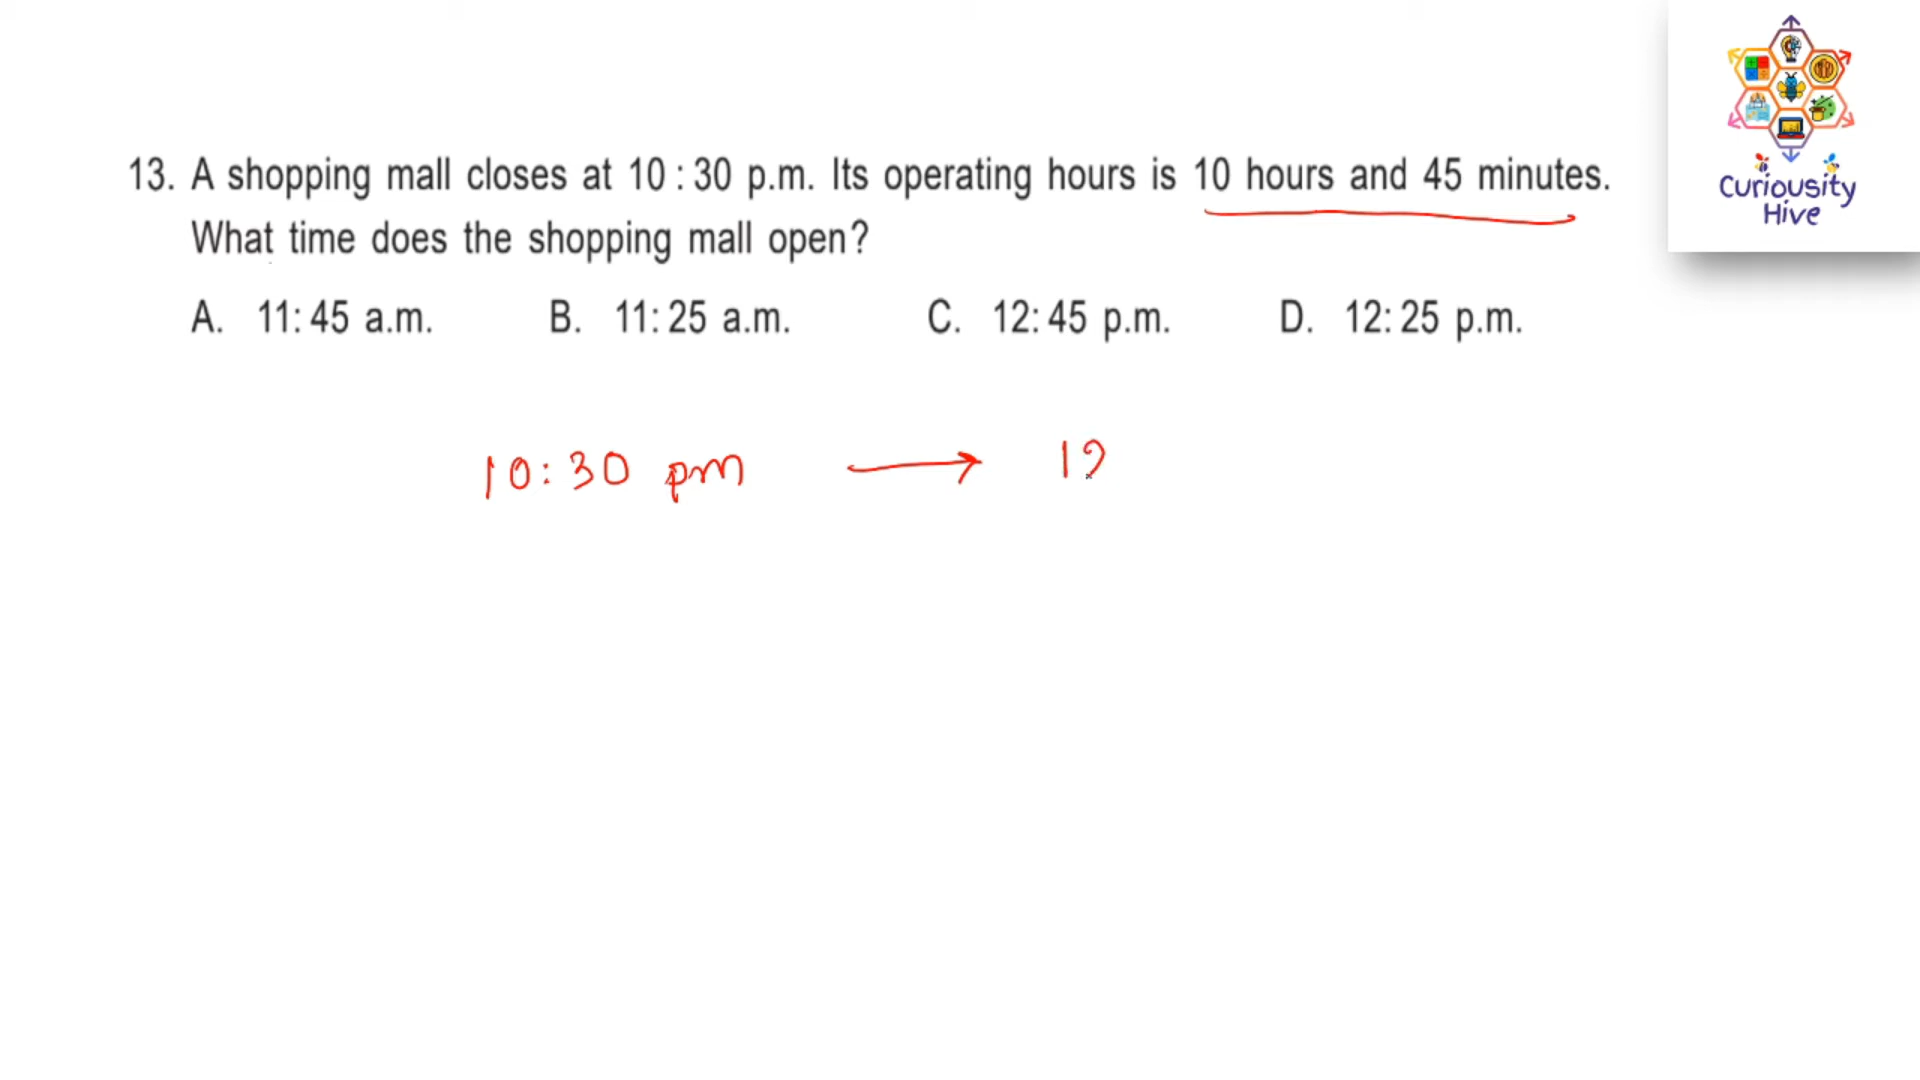 13. A shopping mall closes at 10 : 30 p.m. Its operating hours is 10 hours and 45 minutes.
What time does the shopping mall open?
A. 11: 45 a.m. B. 11: 25 a.m. C. 12: 45 p.m. D. 12: 25 p.m.
10:30 pm → 12
Curiousity
Hive